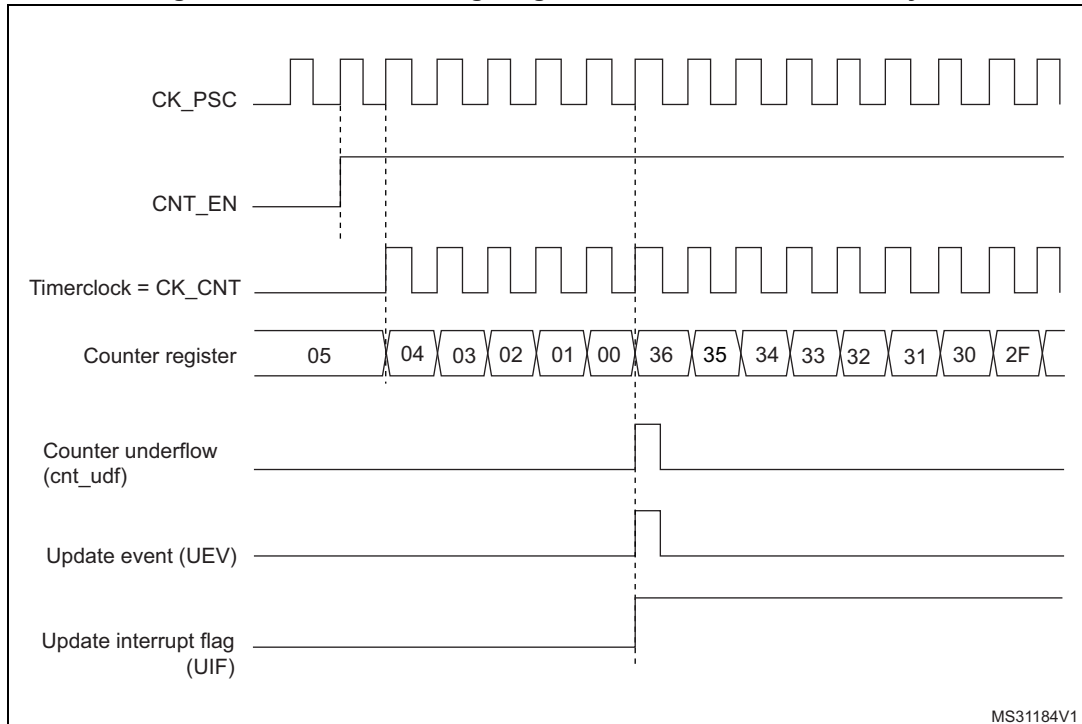 CK_PSC
CNT_EN
Timerclock = CK_CNT
Counter register 05 04 03 02 01 00 36 35 34 33 32 31 30 2F
Counter underflow
(cnt_udf)
Update event (UEV)
Update interrupt flag
(UIF)
MS31184V1